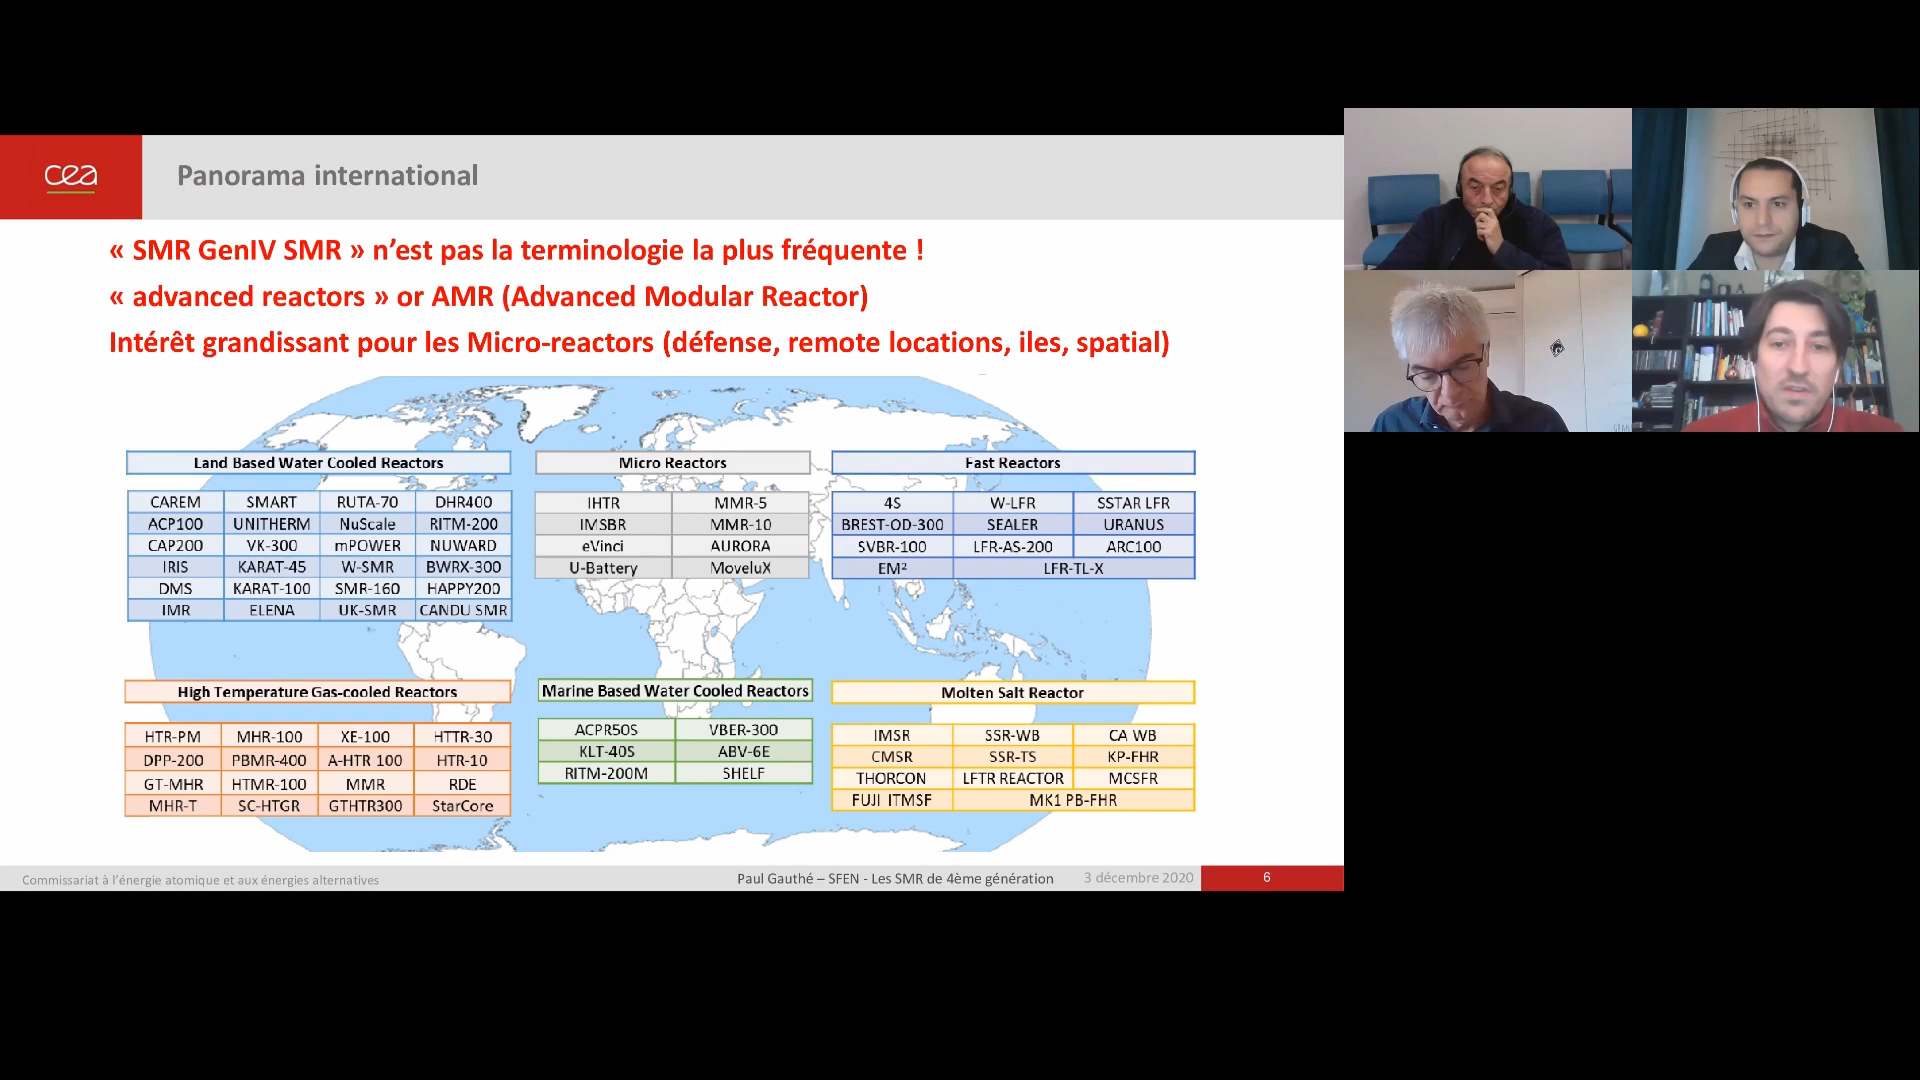 cea
Panorama international
« SMR GenIV SMR » n'est pas la terminologie la plus fréquente !
« advanced reactors » or AMR (Advanced Modular Reactor)
Intérêt grandissant pour les Micro-reactors (défense, remote locations, iles, spatial)
Land Based Water Cooled Reactors
CAREM SMART RUTA-70 DHR400
ACP100 UNITHERM NuScale RITM-200
CAP200 VK-300 mPOWER NUWARD
IRIS KARAT-45 W-SMR BWRX-300
DMS KARAT-100 SMR-160 HAPPY200
IMR ELENA UK-SMR CANDU SMR
Micro Reactors
IHTR MMR-5
IMSBR MMR-10
eVinci AURORA
U-Battery MoveluX
Fast Reactors
4S W-LFR SSTAR LFR
BREST-OD-300 SEALER URANUS
SVBR-100 LFR-AS-200 ARC100
EM² LFR-TL-X
High Temperature Gas-cooled Reactors
HTR-PM MHR-100 XE-100 HTTR-30
DPP-200 PBMR-400 A-HTR 100 HTR-10
GT-MHR HTMR-100 MMR RDE
MHR-T SC-HTGR GTHTR300 StarCore
Marine Based Water Cooled Reactors
ACPR50S VBER-300
KLT-40S ABV-6E
RITM-200M SHELF
Molten Salt Reactor
IMSR SSR-WB CA WB
CMSR SSR-TS KP-FHR
THORCON LFTR REACTOR MCSFR
FUJI ITMSF MK1 PB-FHR
Commissariat à l'énergie atomique et aux énergies alternatives
Paul Gauthé – SFEN - Les SMR de 4ème génération
3 décembre 2020
6